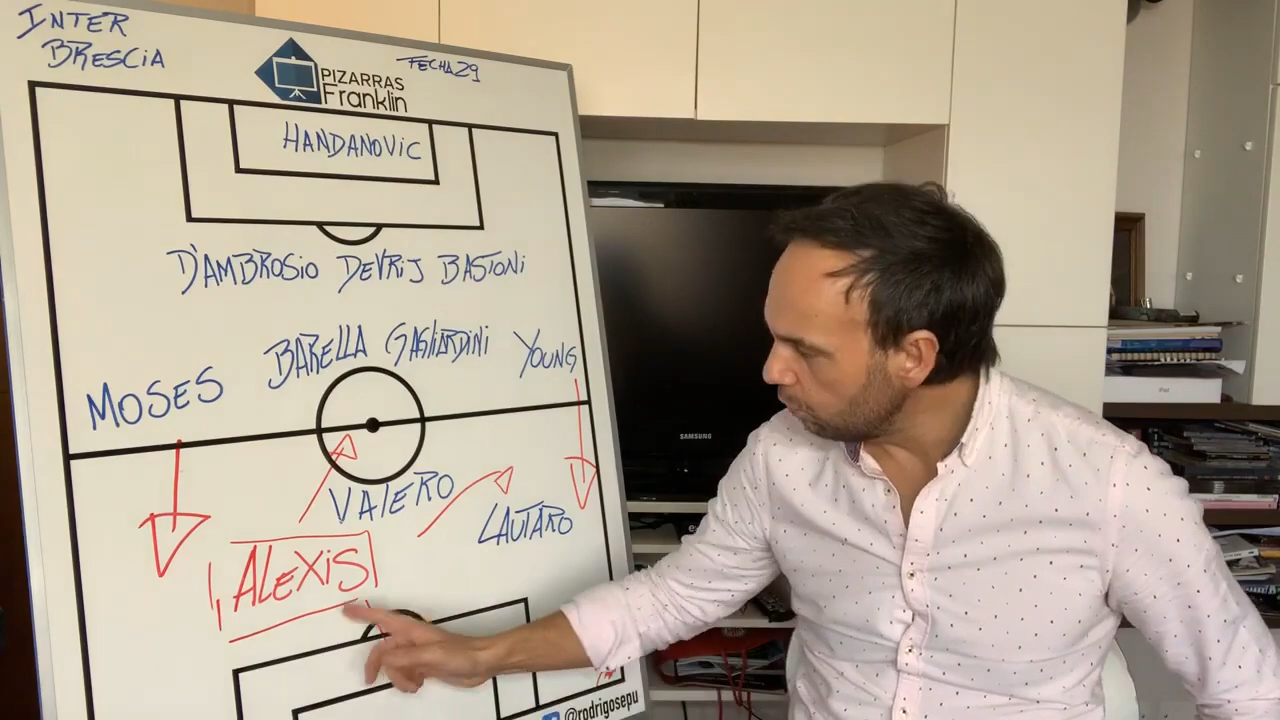 INTER
BRESCIA
FECHA 29
PIZARRAS
Franklin
HANDANOVIC
D'AMBROSIO DEVRIJ BASTONI
MOSES BARELLA GAGLIARDINI YOUNG
VALERO
LAUTARO
ALEXIS
SAMSUNG
iPad
@rodrigosepu